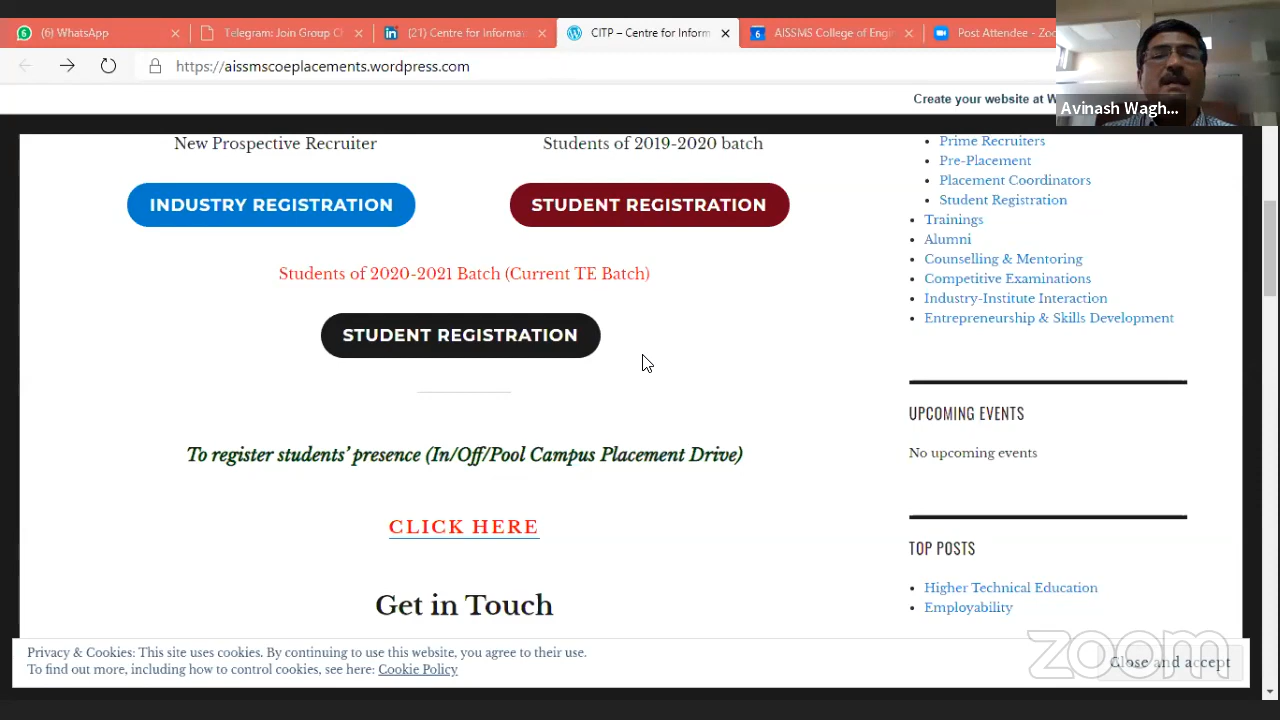 (6) WhatsApp
Telegram: Join Group C
(21) Centre for Informa
CITP – Centre for Inform
AISSMS College of Engi
Post Attendee - Zoo
https://aissmscoeplacements.wordpress.com
Create your website at W
Avinash Wagh...
New Prospective Recruiter
Students of 2019-2020 batch
INDUSTRY REGISTRATION
STUDENT REGISTRATION
Students of 2020-2021 Batch (Current TE Batch)
STUDENT REGISTRATION
To register students' presence (In/Off/Pool Campus Placement Drive)
CLICK HERE
Get in Touch
Prime Recruiters
Pre-Placement
Placement Coordinators
Student Registration
Trainings
Alumni
Counselling & Mentoring
Competitive Examinations
Industry-Institute Interaction
Entrepreneurship & Skills Development
UPCOMING EVENTS
No upcoming events
TOP POSTS
Higher Technical Education
Employability
Privacy & Cookies: This site uses cookies. By continuing to use this website, you agree to their use.
To find out more, including how to control cookies, see here: Cookie Policy
Close and accept
zoom